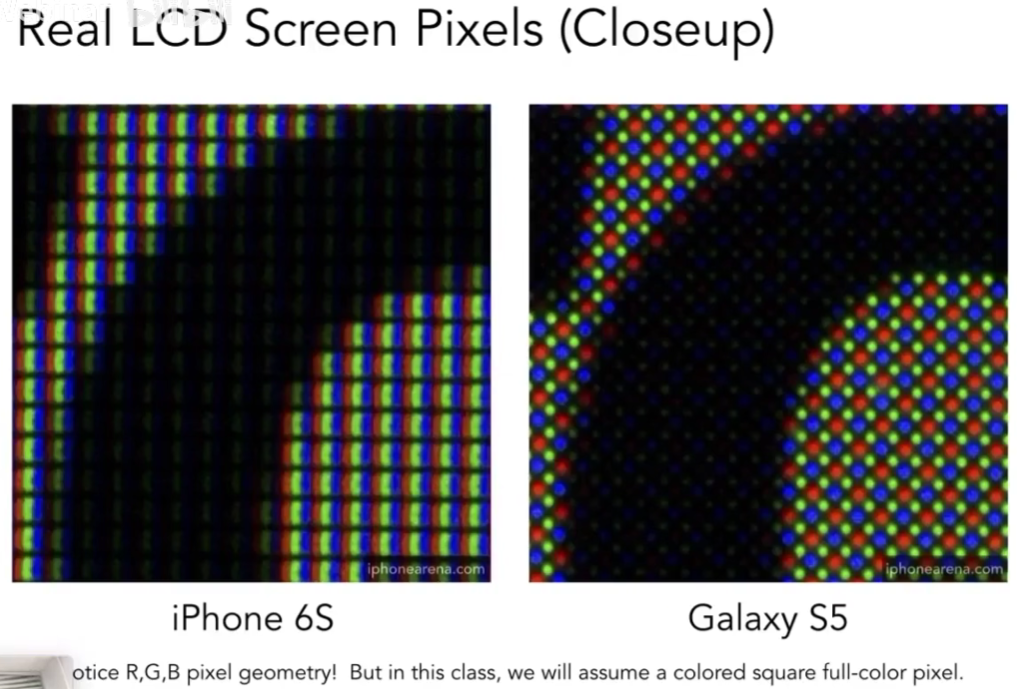 Real LCD Screen Pixels (Closeup)
iphonearena.com
iphonearena.com
iPhone 6S
Galaxy S5
otice R,G,B pixel geometry! But in this class, we will assume a colored square full-color pixel.